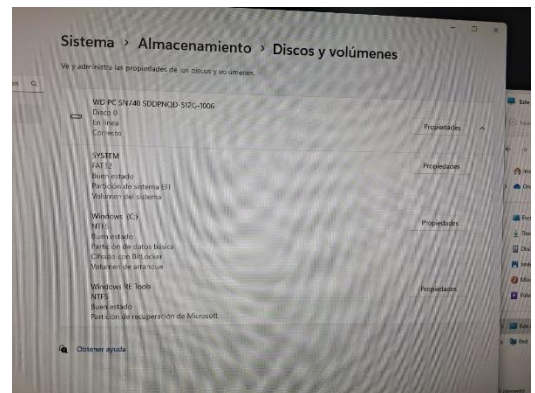 Sistema > Almacenamiento > Discos y volúmenes
Ve y administra las propiedades de los discos y volúmenes.
WD PC SN740 SDDPNQD-512G-1006
Disco 0
En línea
Correcto
Propiedades
SYSTEM
FAT32
Buen estado
Partición de sistema EFI
Volumen del sistema
Propiedades
Windows (C:)
NTFS
Buen estado
Partición de datos básica
Cifrado con BitLocker
Volumen de arranque
Propiedades
Windows RE Tools
NTFS
Buen estado
Partición de recuperación de Microsoft
Propiedades
Obtener ayuda